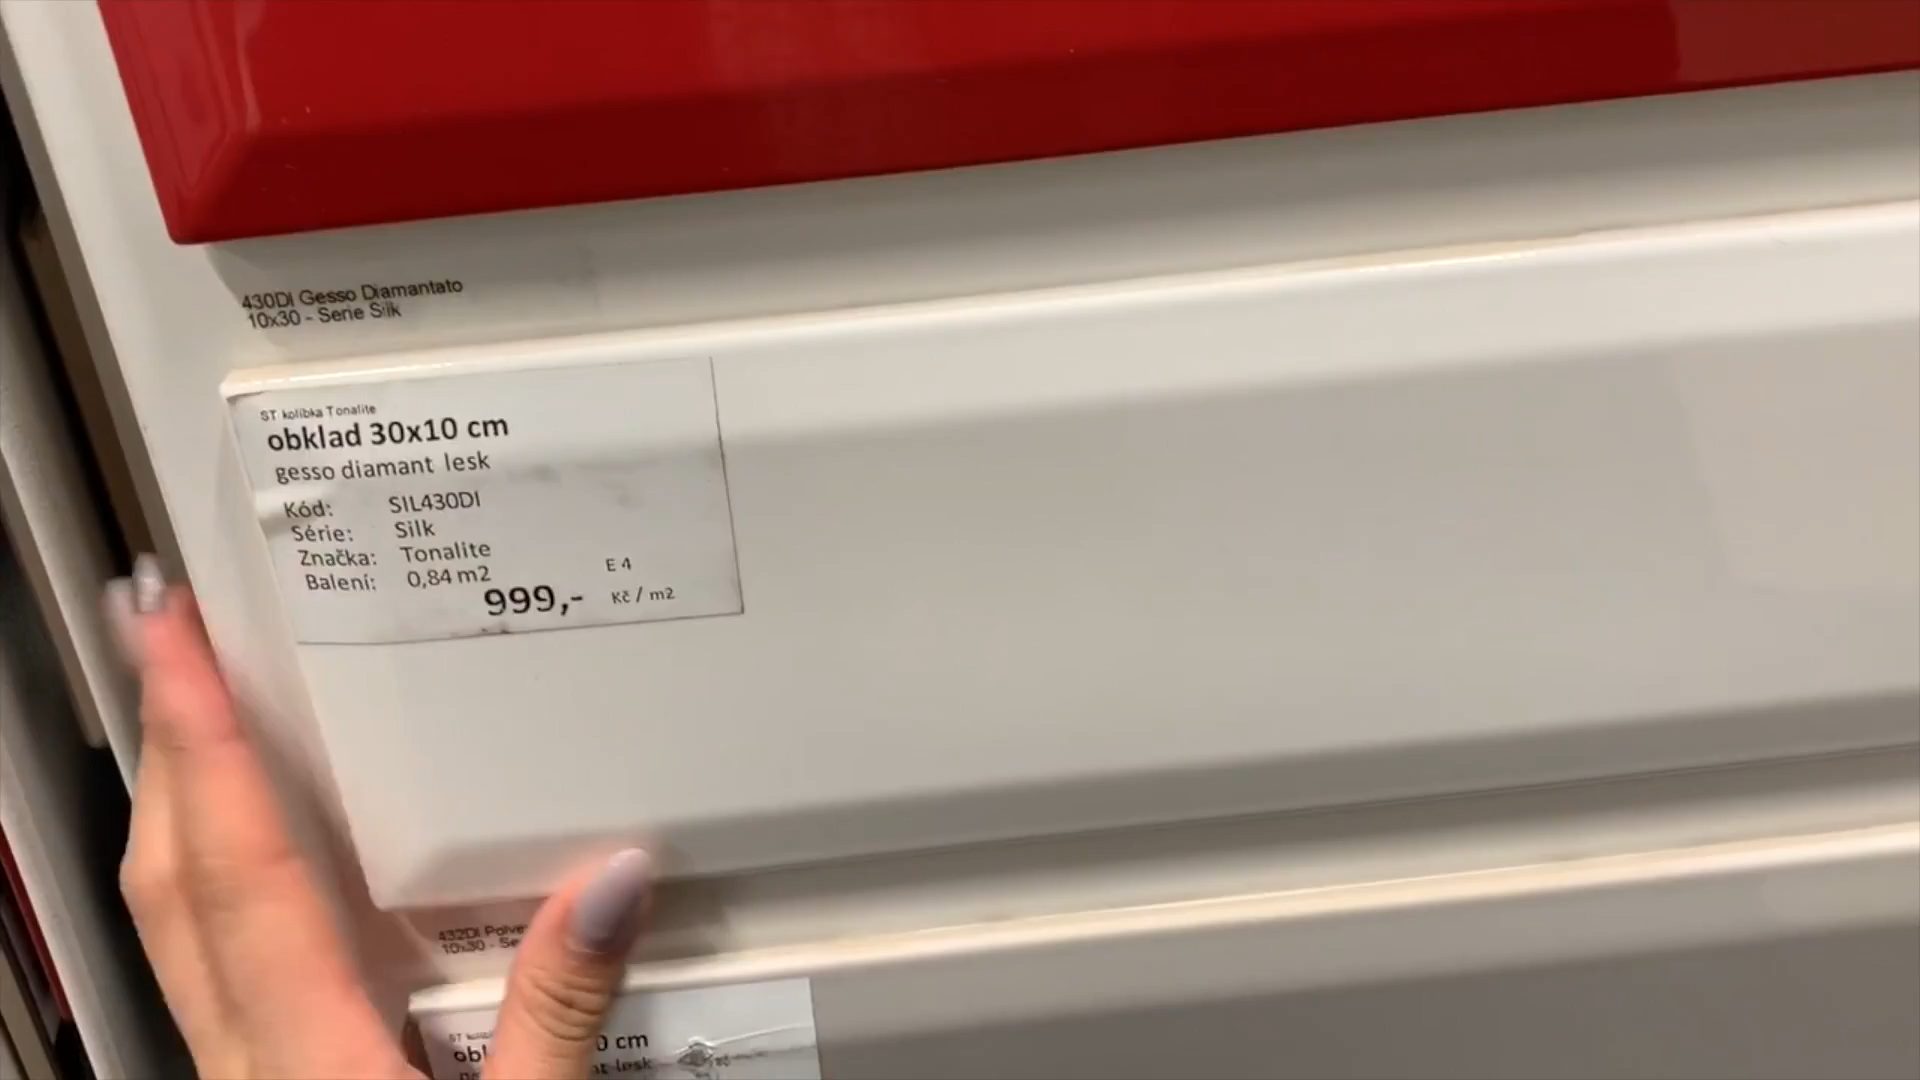 430DI Gesso Diamantato
10x30 - Serie Silk
ST kolibka Tonalite
obklad 30x10 cm
gesso diamant lesk
Kód: SIL430DI
Série: Silk
Značka: Tonalite
Balení: 0,84 m2
E 4
999,- Kč / m2
432DI
10x30 -
0 cm
lesk